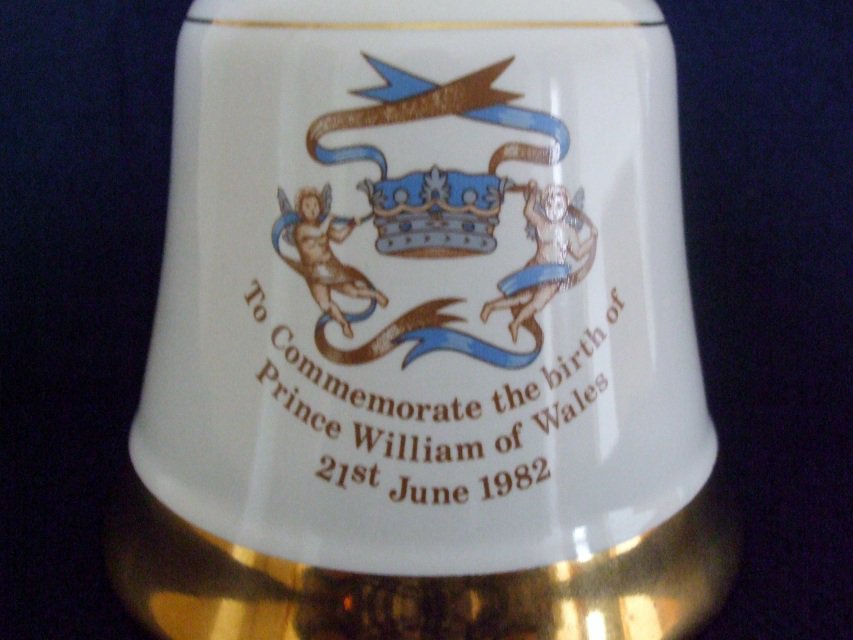 To Commemorate the birth of
Prince William of Wales
21st June 1982